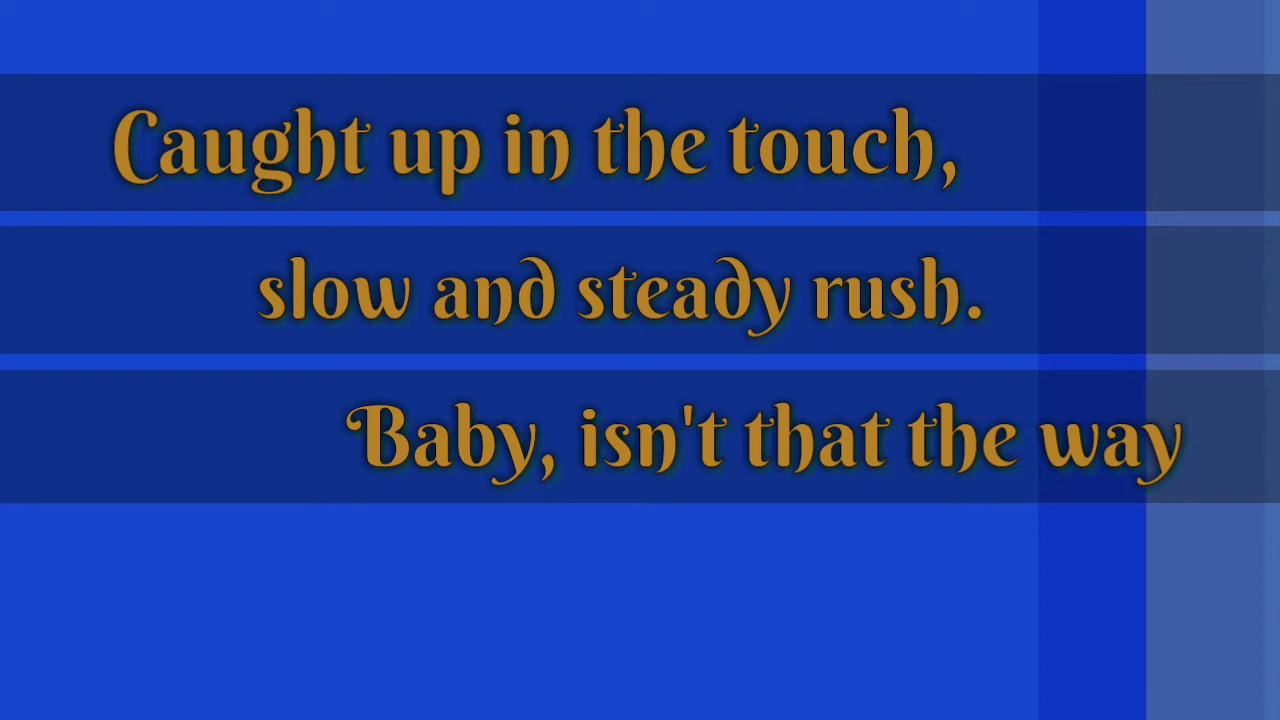 Caught up in the touch,
slow and steady rush.
Baby, isn't that the way